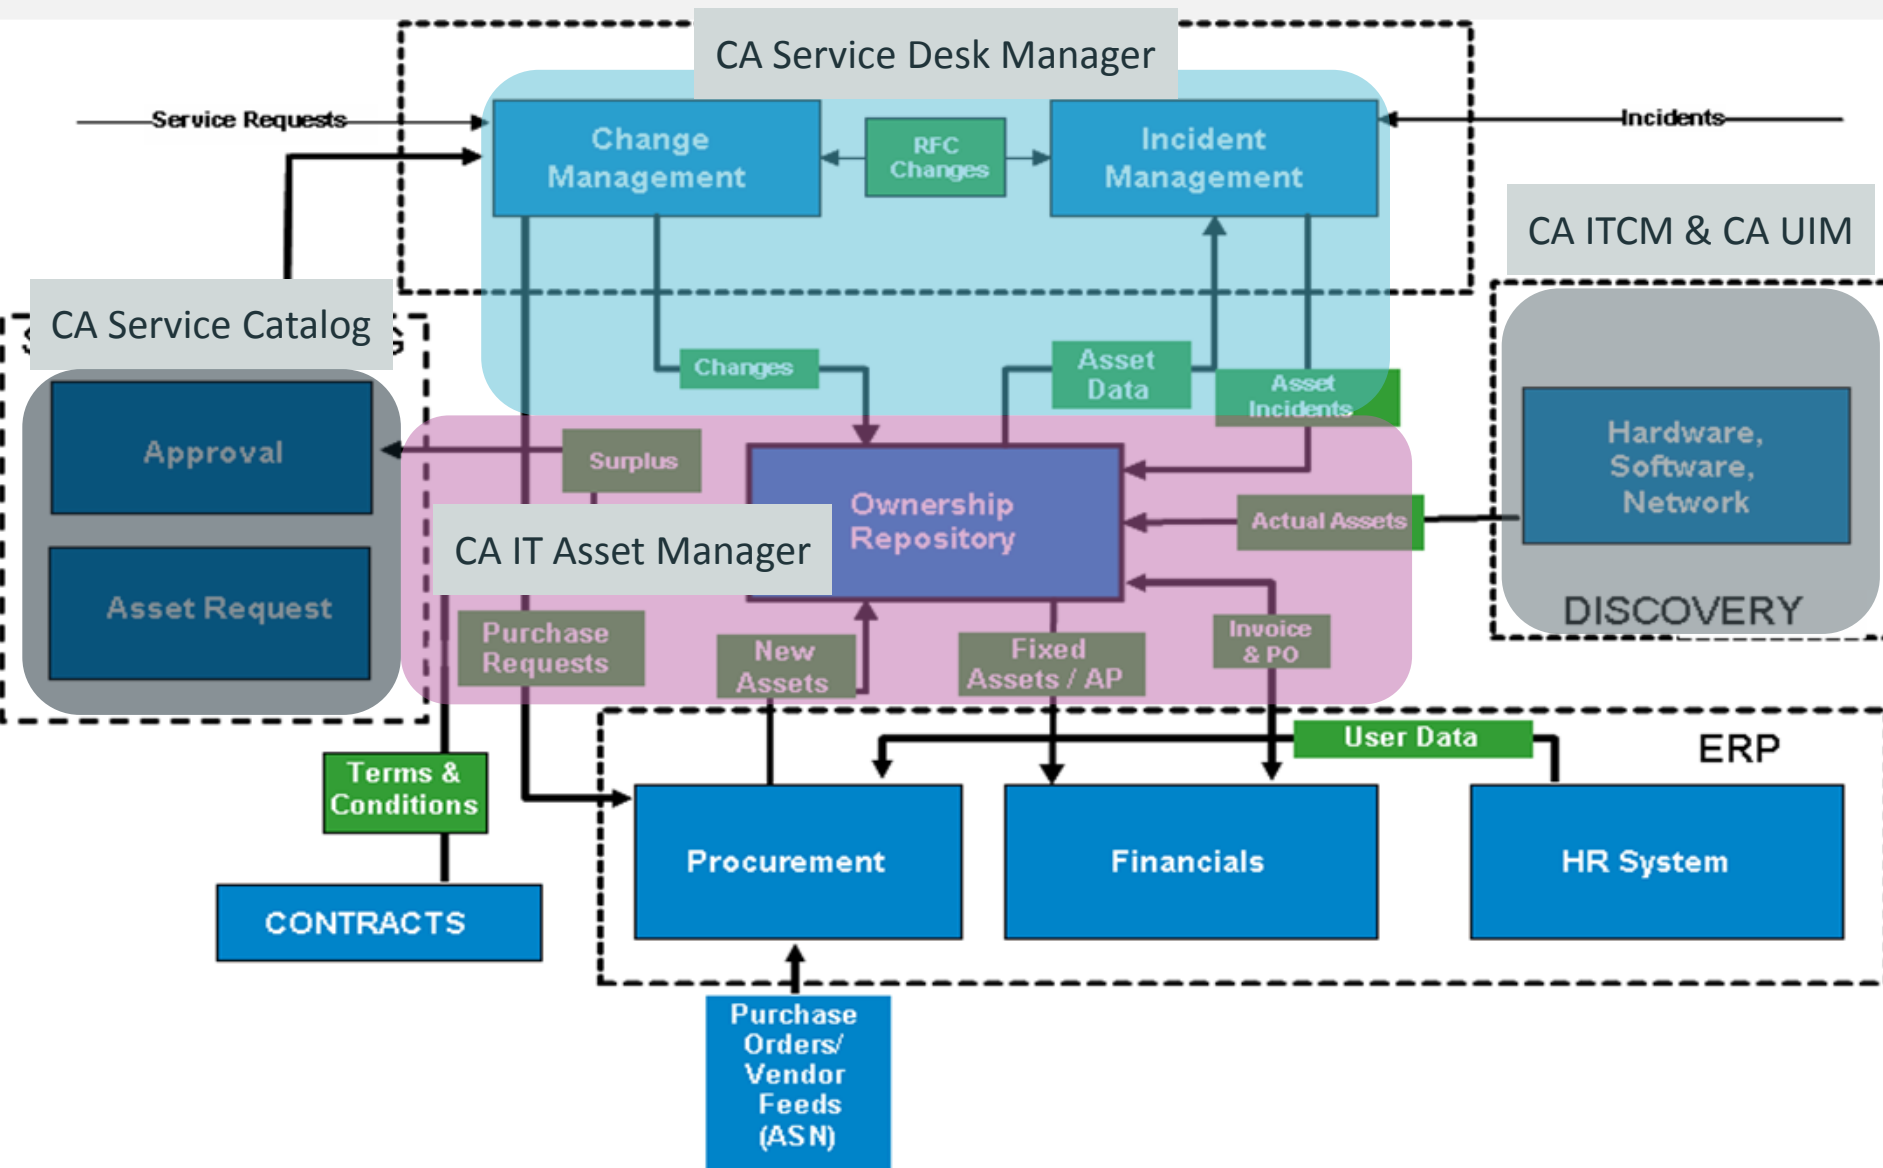 CA Service Desk Manager
Service Requests
Change
Management
RFC
Changes
Incident
Management
Incidents
CA ITCM & CA UIM
CA Service Catalog
Changes
Asset
Data
Asset
Incidents
Approval
Surplus
Ownership
Repository
Actual Assets
Hardware,
Software,
Network
CA IT Asset Manager
Asset Request
DISCOVERY
Purchase
Requests
New
Assets
Fixed
Assets / AP
Invoice
& PO
User Data
ERP
Terms &
Conditions
Procurement
Financials
HR System
CONTRACTS
Purchase
Orders/
Vendor
Feeds
(ASN)